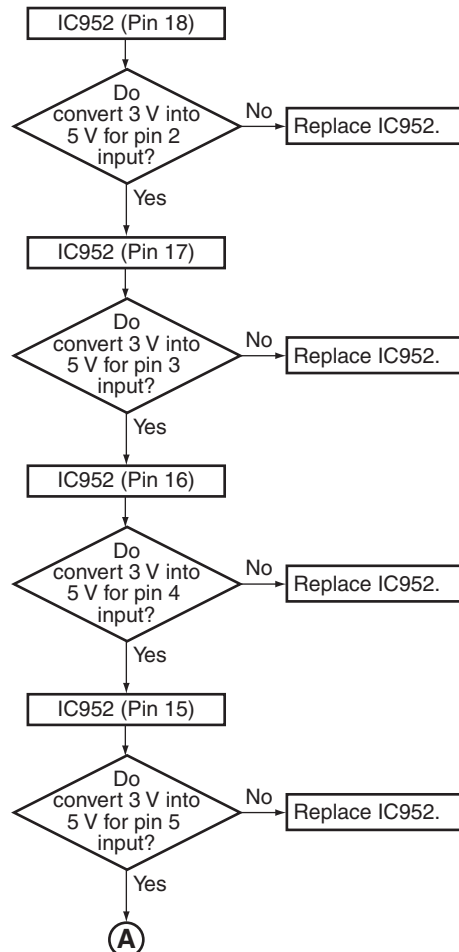 IC952 (Pin 18)
Do
convert 3 V into
5 V for pin 2
input?
No
Replace IC952.
Yes
IC952 (Pin 17)
Do
convert 3 V into
5 V for pin 3
input?
No
Replace IC952.
Yes
IC952 (Pin 16)
Do
convert 3 V into
5 V for pin 4
input?
No
Replace IC952.
Yes
IC952 (Pin 15)
Do
convert 3 V into
5 V for pin 5
input?
No
Replace IC952.
Yes
A